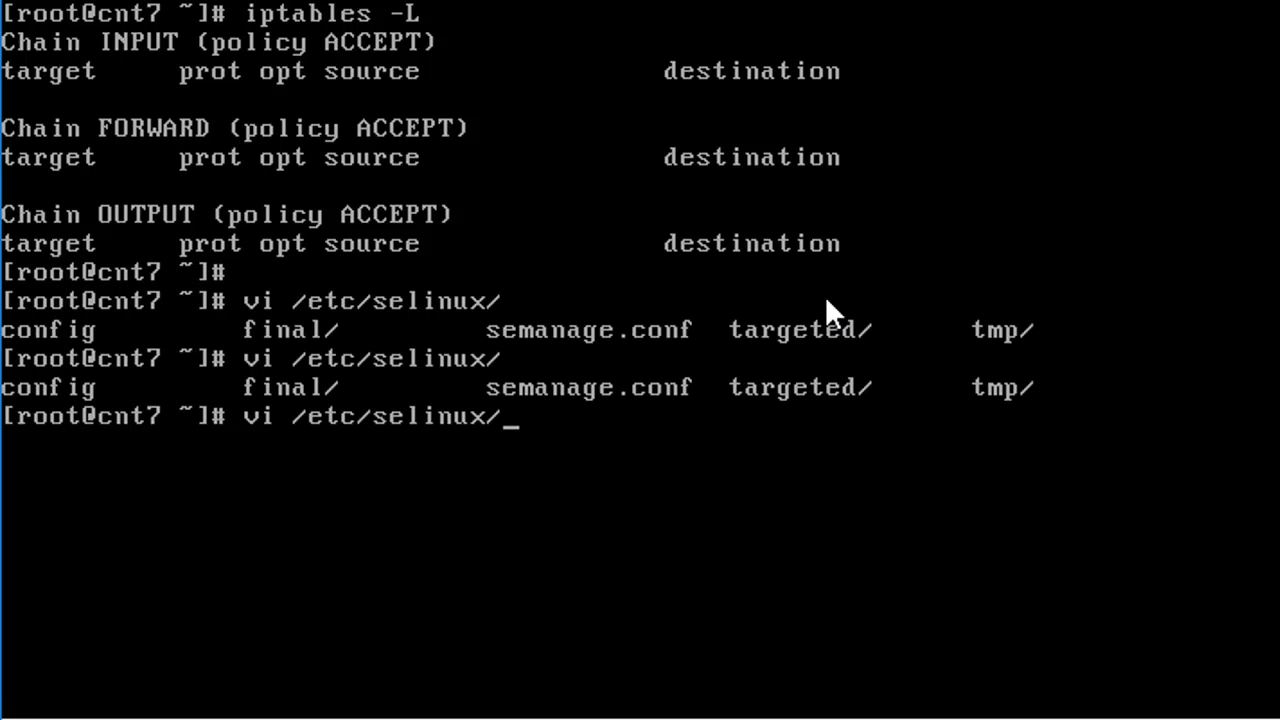 [root@cnt7 ~]# iptables -L
Chain INPUT (policy ACCEPT)
target     prot opt source               destination
Chain FORWARD (policy ACCEPT)
target     prot opt source               destination
Chain OUTPUT (policy ACCEPT)
target     prot opt source               destination
[root@cnt7 ~]#
[root@cnt7 ~]# vi /etc/selinux/
config         final/         semanage.conf  targeted/      tmp/
[root@cnt7 ~]# vi /etc/selinux/
config         final/         semanage.conf  targeted/      tmp/
[root@cnt7 ~]# vi /etc/selinux/_